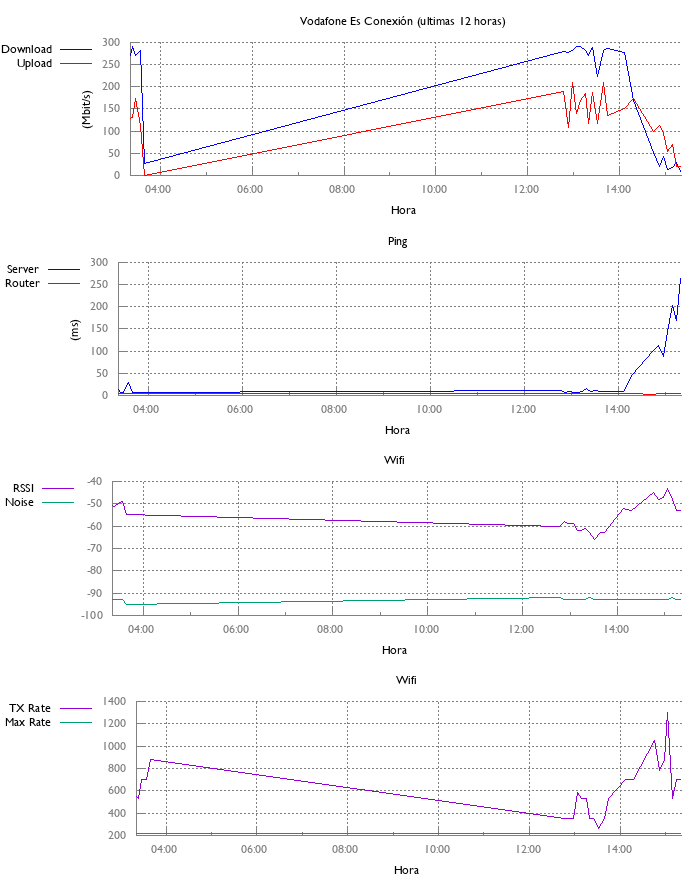 Vodafone Es Conexión (ultimas 12 horas)
Download
Upload
300
250
200
150
100
50
0
(Mbit/s)
04:00 06:00 08:00 10:00 12:00 14:00
Hora
Ping
Server
Router
300
250
200
150
100
50
0
(ms)
04:00 06:00 08:00 10:00 12:00 14:00
Hora
Wifi
RSSI
Noise
-40
-50
-60
-70
-80
-90
-100
04:00 06:00 08:00 10:00 12:00 14:00
Hora
Wifi
TX Rate
Max Rate
1400
1200
1000
800
600
400
200
04:00 06:00 08:00 10:00 12:00 14:00
Hora